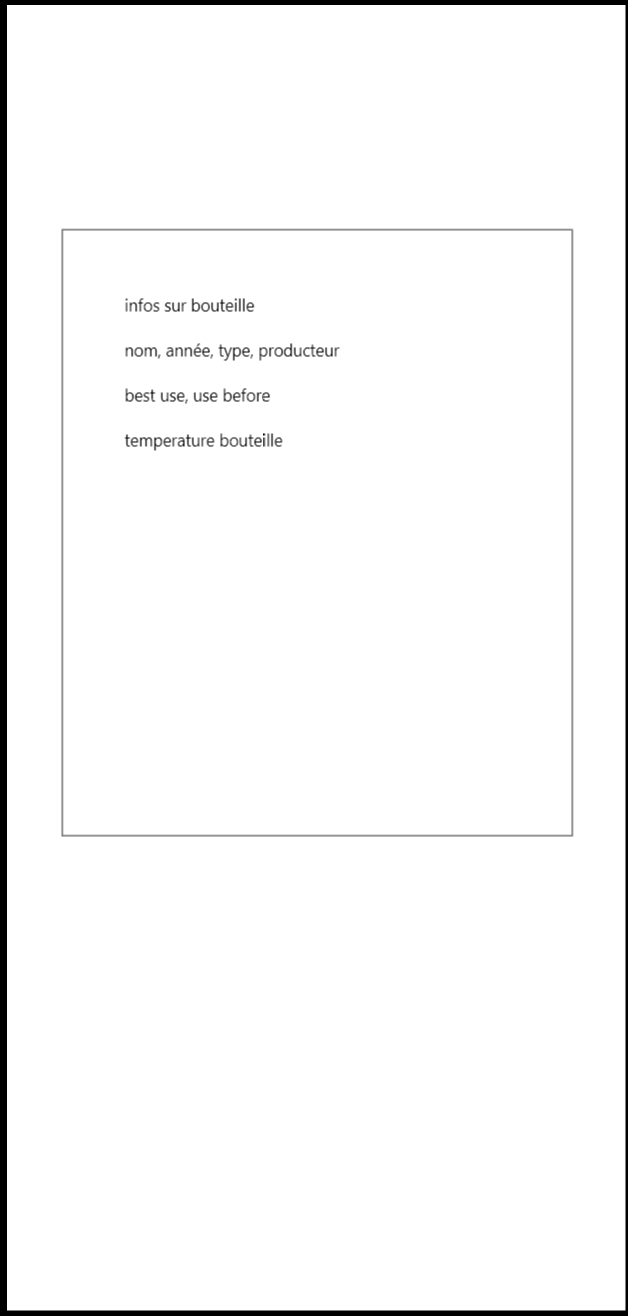 infos sur bouteille
nom, année, type, producteur
best use, use before
temperature bouteille